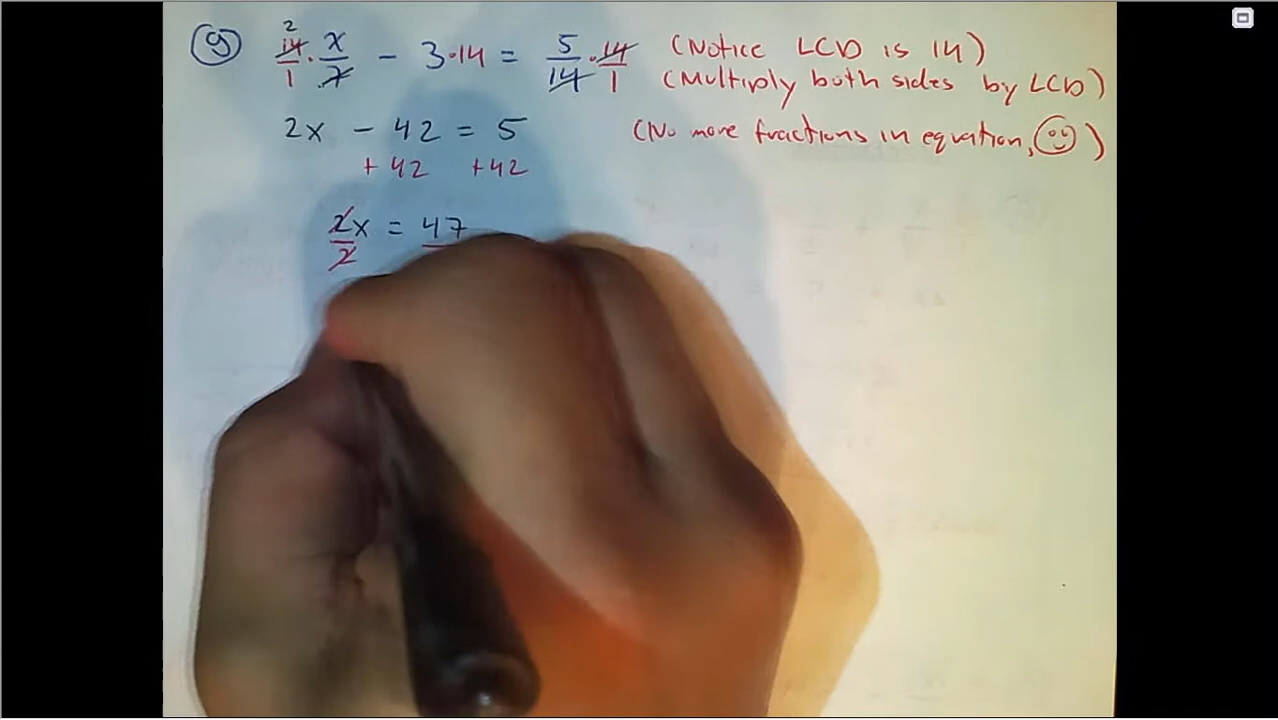 (g) 2 14/1 · x/7 - 3·14 = 5/14 · 14/1 (Notice LCD is 14)
(Multiply both sides by LCD)
2x - 42 = 5 (No more fractions in equation, ☺)
+ 42 +42
2x = 47
2